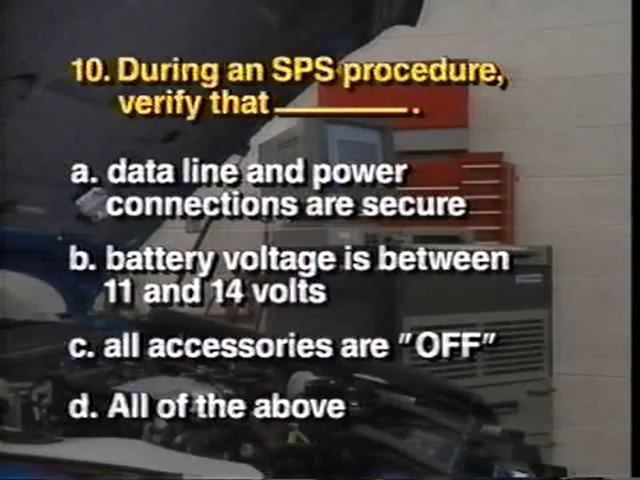 10. During an SPS procedure,
verify that ________ .
a. data line and power
connections are secure
b. battery voltage is between
11 and 14 volts
c. all accessories are "OFF"
d. All of the above